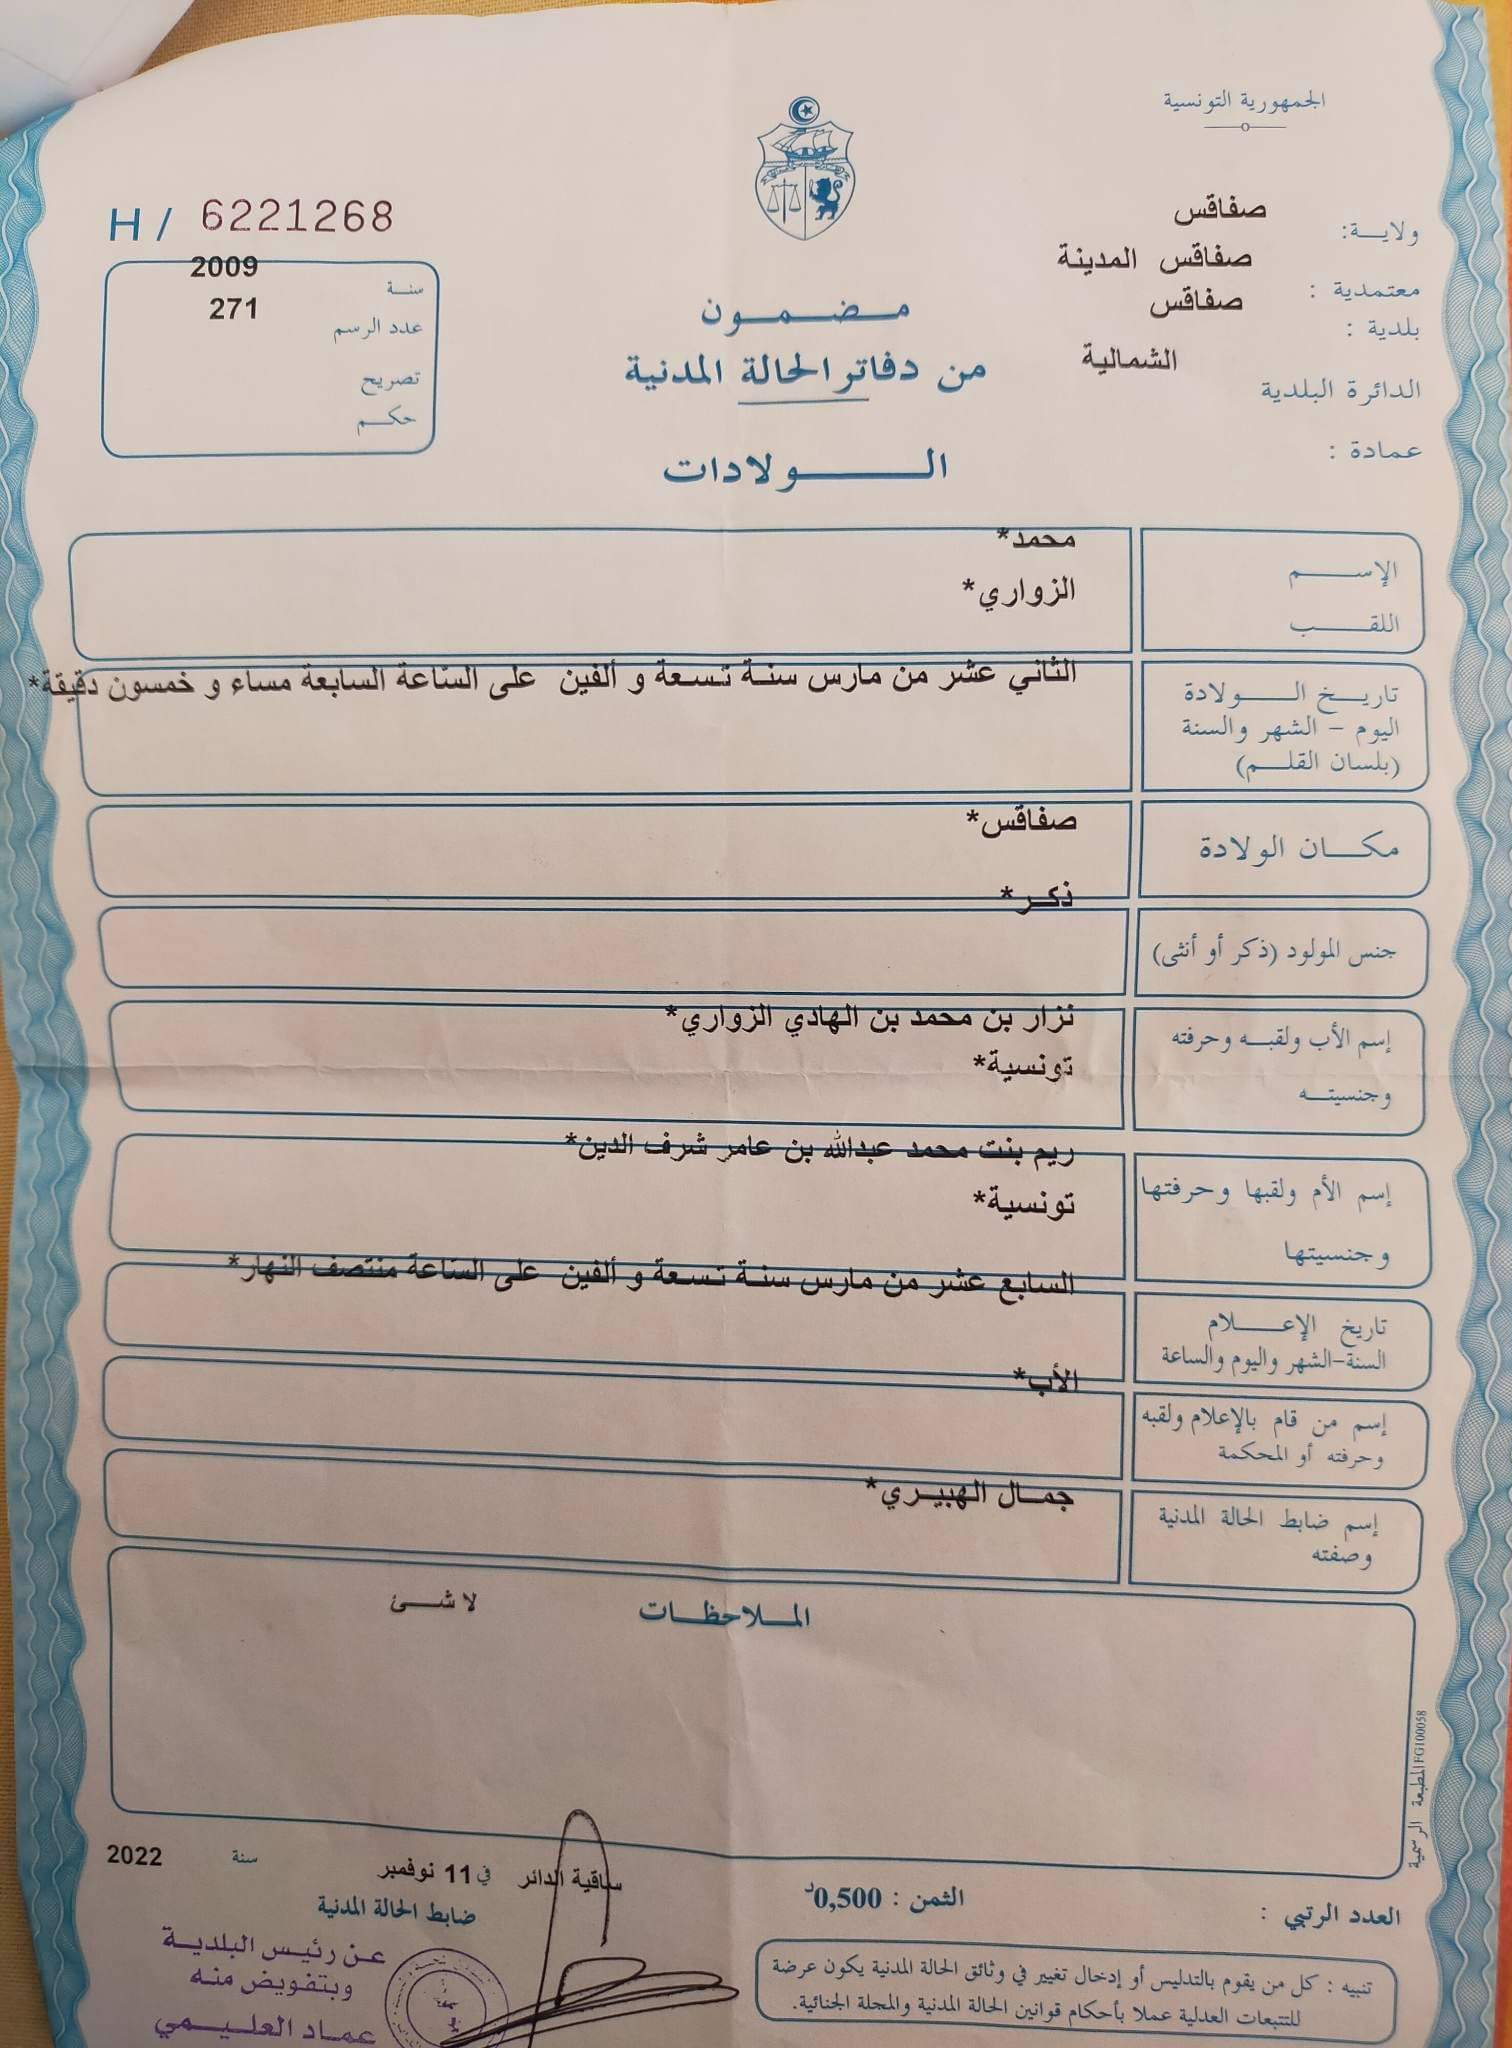 الجمهورية التونسية
ولاية: صفاقس
معتمدية : صفاقس المدينة
بلدية : صفاقس
الدائرة البلدية الشمالية
عمادة :
H / 6221268
سنة 2009
عدد الرسم 271
تصريح
حكم
مضمون
من دفاتر الحالة المدنية
الولادات
الإسم محمد*
اللقب الزواري*
تاريخ الولادة
اليوم - الشهر والسنة
(بلسان القلم)
الثاني عشر من مارس سنة تسعة و ألفين على الساعة السابعة مساء و خمسون دقيقة*
مكان الولادة صفاقس*
جنس المولود (ذكر أو أنثى) ذكر*
إسم الأب ولقبه وحرفته
وجنسيته
نزار بن محمد بن الهادي الزواري*
تونسية*
إسم الأم ولقبها وحرفتها
وجنسيتها
ريم بنت محمد عبدالله بن عامر شرف الدين*
تونسية*
تاريخ الإعلام
السنة-الشهر واليوم والساعة
السابع عشر من مارس سنة تسعة و ألفين على الساعة منتصف النهار*
إسم من قام بالإعلام ولقبه
وحرفته أو المحكمة
الأب*
إسم ضابط الحالة المدنية
وصفته
جمال الهبيري*
الملاحظات
لا شئ
المطبعة الرسمية FG100058
ساقية الدائر في 11 نوفمبر سنة 2022
ضابط الحالة المدنية
عن رئيس البلدية
وبتفويض منه
عماد العليمي
العدد الرتبي :
الثمن : 0,500د
تنبيه : كل من يقوم بالتدليس أو إدخال تغيير في وثائق الحالة المدنية يكون عرضة
للتتبعات العدلية عملا بأحكام قوانين الحالة المدنية والمجلة الجنائية.